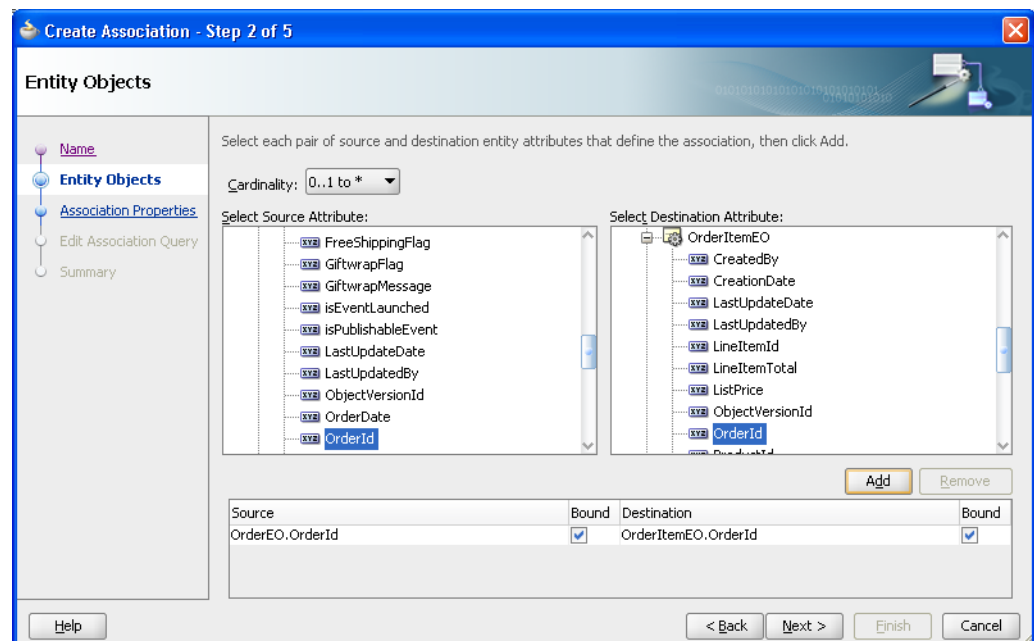 Create Association - Step 2 of 5
Entity Objects
Name
Entity Objects
Association Properties
Edit Association Query
Summary
Select each pair of source and destination entity attributes that define the association, then click Add.
Cardinality: 0..1 to *
Select Source Attribute:
FreeShippingFlag
GiftwrapFlag
GiftwrapMessage
isEventLaunched
isPublishableEvent
LastUpdateDate
LastUpdatedBy
ObjectVersionId
OrderDate
OrderId
Select Destination Attribute:
OrderItemEO
CreatedBy
CreationDate
LastUpdateDate
LastUpdatedBy
LineItemId
LineItemTotal
ListPrice
ObjectVersionId
OrderId
ProductId
Add Remove
Source Bound Destination Bound
OrderEO.OrderId OrderItemEO.OrderId
Help < Back Next > Finish Cancel